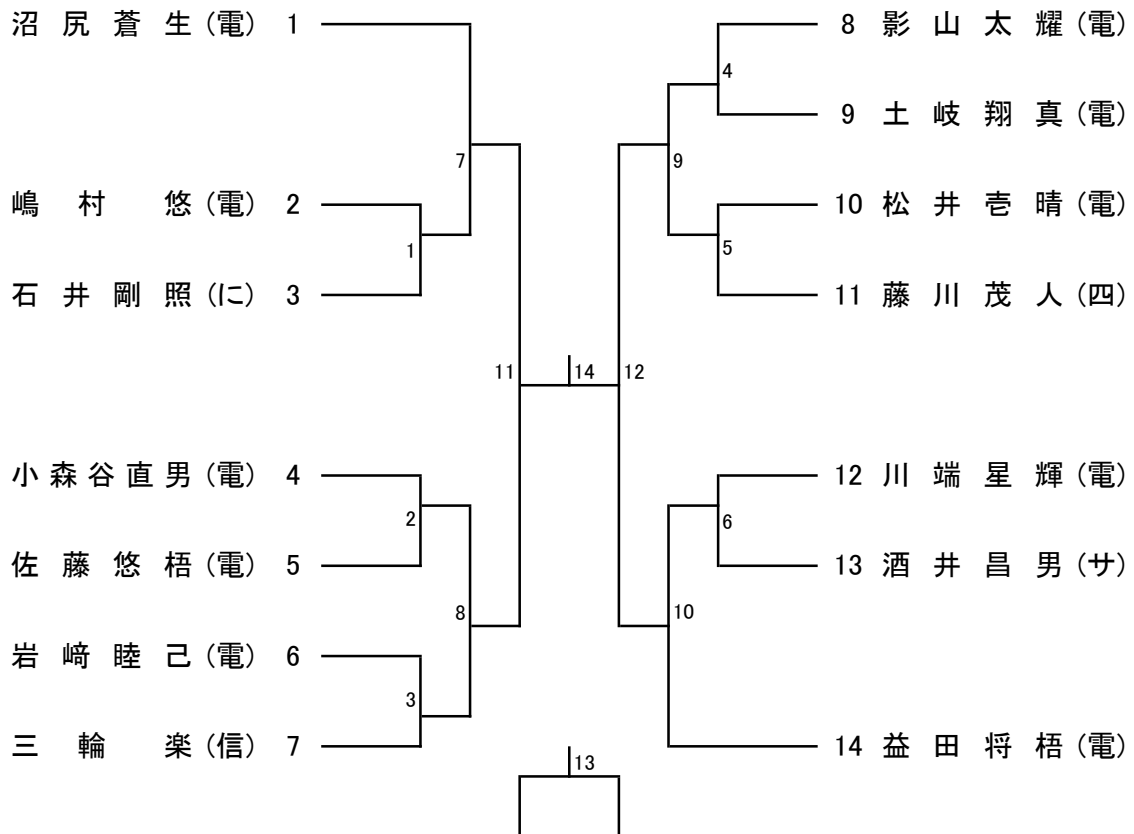 沼尻蒼生(電) 1
8 影山太耀(電)
4
9 土岐翔真(電)
7
9
嶋村悠(電) 2
10 松井壱晴(電)
1
5
石井剛照(に) 3
11 藤川茂人(四)
11
14
12
小森谷直男(電) 4
12 川端星輝(電)
2
6
佐藤悠梧(電) 5
13 酒井昌男(サ)
8
10
岩﨑睦己(電) 6
3
三輪楽(信) 7
14 益田将梧(電)
13